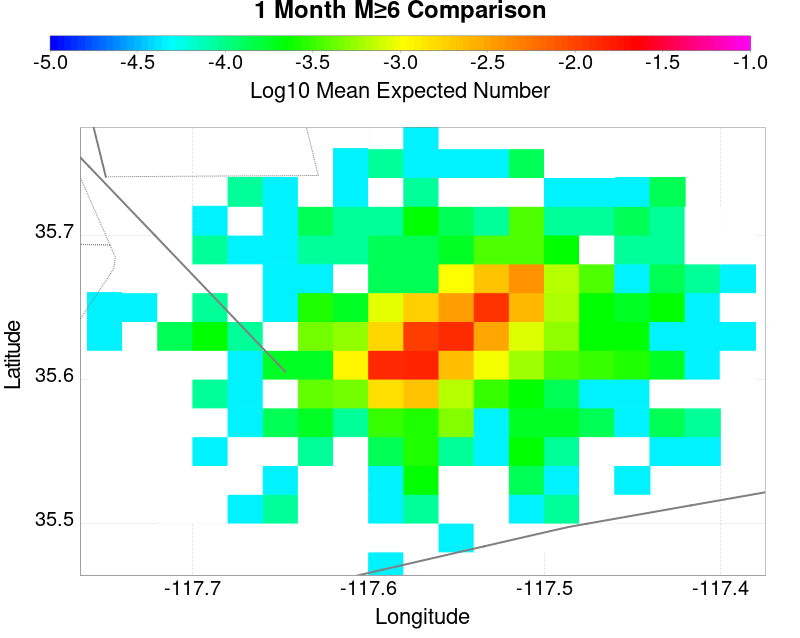 1 Month M≥6 Comparison
-5.0 -4.5 -4.0 -3.5 -3.0 -2.5 -2.0 -1.5 -1.0
Log10 Mean Expected Number
35.7
35.6
35.5
Latitude
-117.7 -117.6 -117.5 -117.4
Longitude